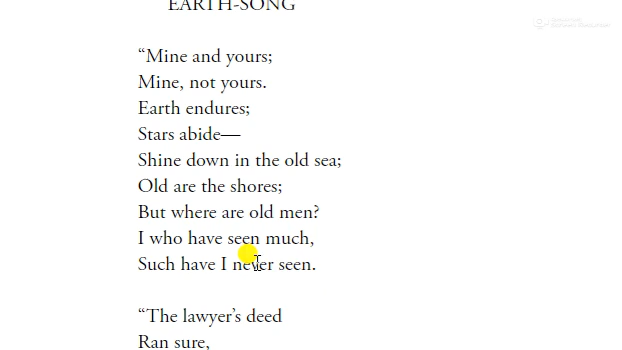 EARTH-SONG
“Mine and yours;
Mine, not yours.
Earth endures;
Stars abide—
Shine down in the old sea;
Old are the shores;
But where are old men?
I who have seen much,
Such have I never seen.
“The lawyer’s deed
Ran sure,